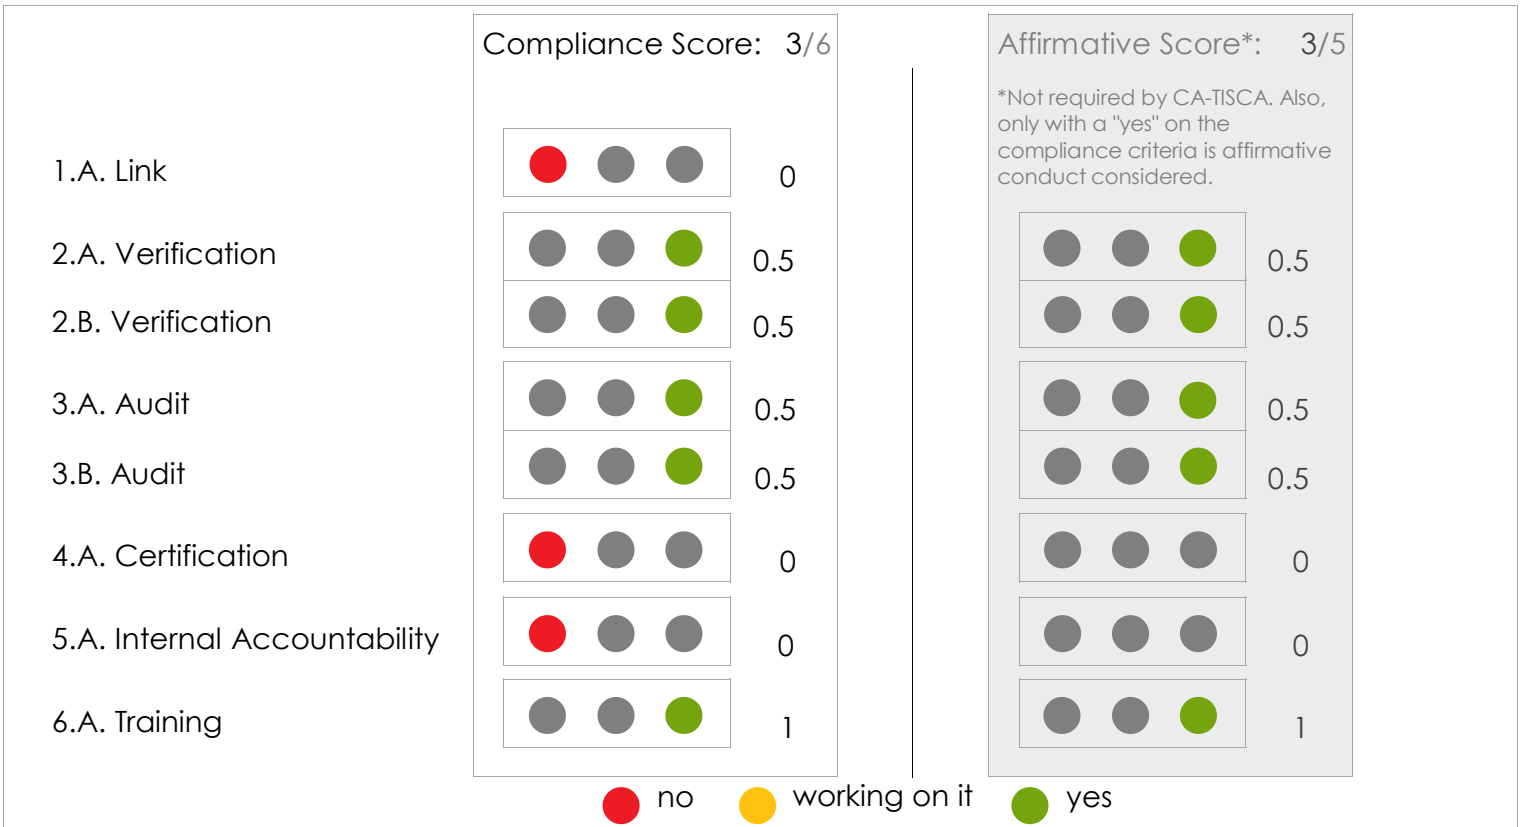 Compliance Score: 3/6
Affirmative Score*: 3/5
*Not required by CA-TISCA. Also,
only with a "yes" on the
compliance criteria is affirmative
conduct considered.
1.A. Link 0
2.A. Verification 0.5 0.5
2.B. Verification 0.5 0.5
3.A. Audit 0.5 0.5
3.B. Audit 0.5 0.5
4.A. Certification 0 0
5.A. Internal Accountability 0 0
6.A. Training 1 1
no working on it yes